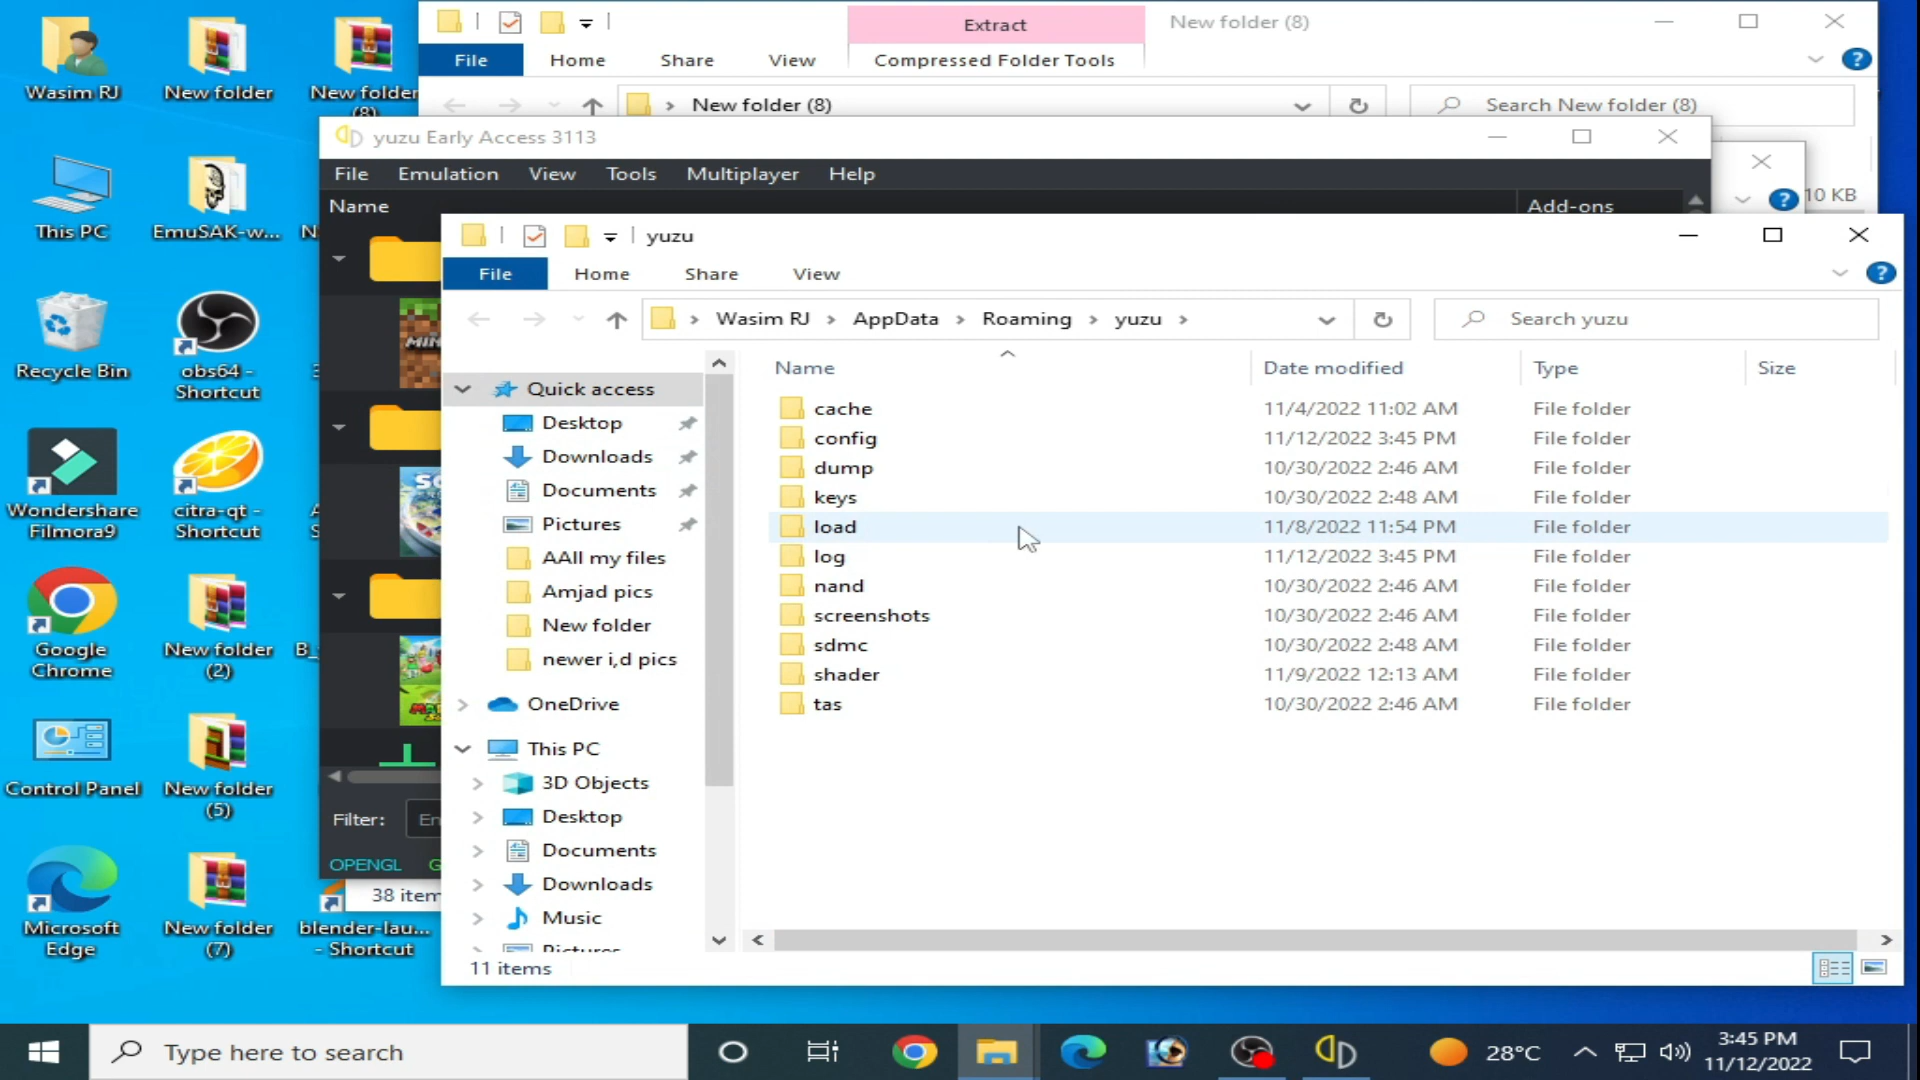 Wasim RJ
New folder
New folder
(8)
This PC
EmuSAK-w...
Recycle Bin
obs64 -
Shortcut
Wondershare
Filmora9
citra-qt -
Shortcut
Google
Chrome
New folder
(2)
Control Panel
New folder
(5)
Microsoft
Edge
New folder
(7)
blender-lau...
- Shortcut
Extract
New folder (8)
File
Home
Share
View
Compressed Folder Tools
New folder (8)
Search New folder (8)
10 KB
yuzu Early Access 3113
File
Emulation
View
Tools
Multiplayer
Help
Name
Add-ons
Filter:
OPENGL
38 item
yuzu
File
Home
Share
View
Wasim RJ
AppData
Roaming
yuzu
Search yuzu
Quick access
Desktop
Downloads
Documents
Pictures
AAll my files
Amjad pics
New folder
newer i,d pics
OneDrive
This PC
3D Objects
Desktop
Documents
Downloads
Music
Pictures
Name Date modified Type Size
cache 11/4/2022 11:02 AM File folder
config 11/12/2022 3:45 PM File folder
dump 10/30/2022 2:46 AM File folder
keys 10/30/2022 2:48 AM File folder
load 11/8/2022 11:54 PM File folder
log 11/12/2022 3:45 PM File folder
nand 10/30/2022 2:46 AM File folder
screenshots 10/30/2022 2:46 AM File folder
sdmc 10/30/2022 2:48 AM File folder
shader 11/9/2022 12:13 AM File folder
tas 10/30/2022 2:46 AM File folder
11 items
Type here to search
28°C
3:45 PM
11/12/2022